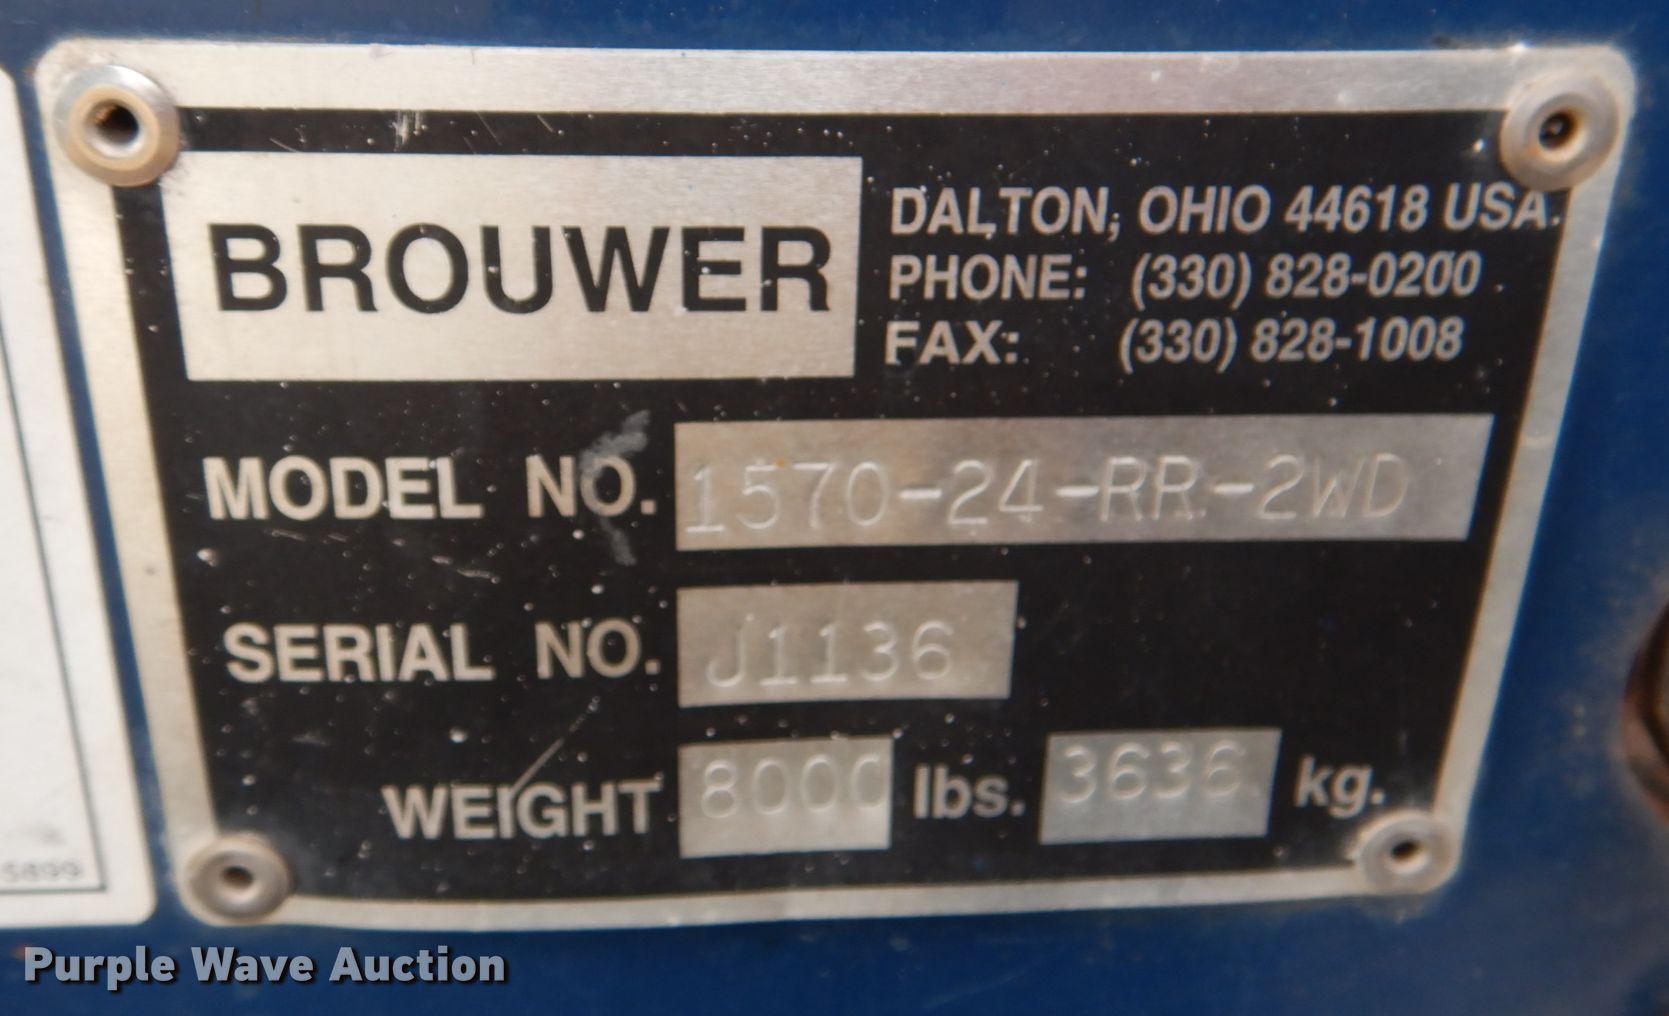 BROUWER
DALTON, OHIO 44618 USA.
PHONE: (330) 828-0200
FAX: (330) 828-1008
MODEL NO. 1570-24-RR-2WD
SERIAL NO. J1136
WEIGHT 8000 lbs. 3636 kg.
5899
Purple Wave Auction